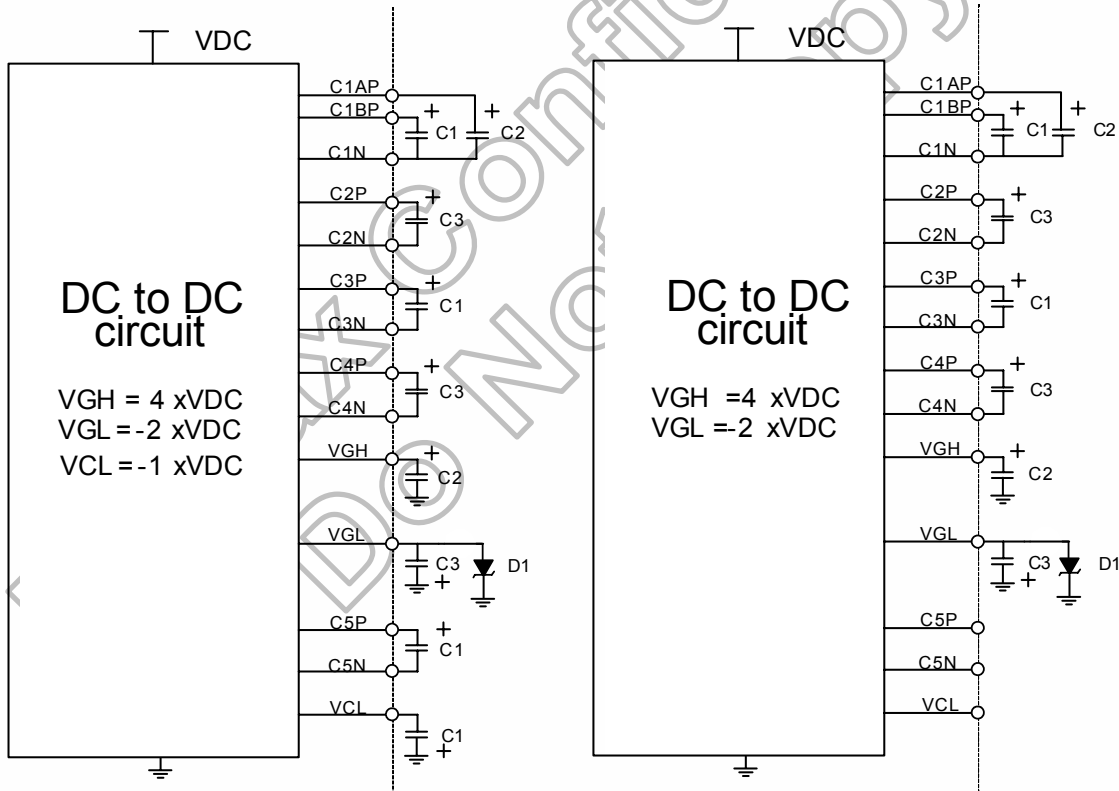 VDC
C1AP
C1BP
+
+
C1
C2
C1N
C2P
+
C3
C2N
C3P
+
C1
C3N
C4P
+
C3
C4N
VGH
+
C2
VGL
C3
+
D1
C5P
+
C1
C5N
VCL
C1
+
DC to DC
circuit
VGH = 4 xVDC
VGL =-2 xVDC
VCL =-1 xVDC
VDC
C1AP
C1BP
+
+
C1
C2
C1N
C2P
+
C3
C2N
C3P
+
C1
C3N
C4P
+
C3
C4N
VGH
+
C2
VGL
C3
+
D1
C5P
C5N
VCL
DC to DC
circuit
VGH =4 xVDC
VGL =-2 xVDC